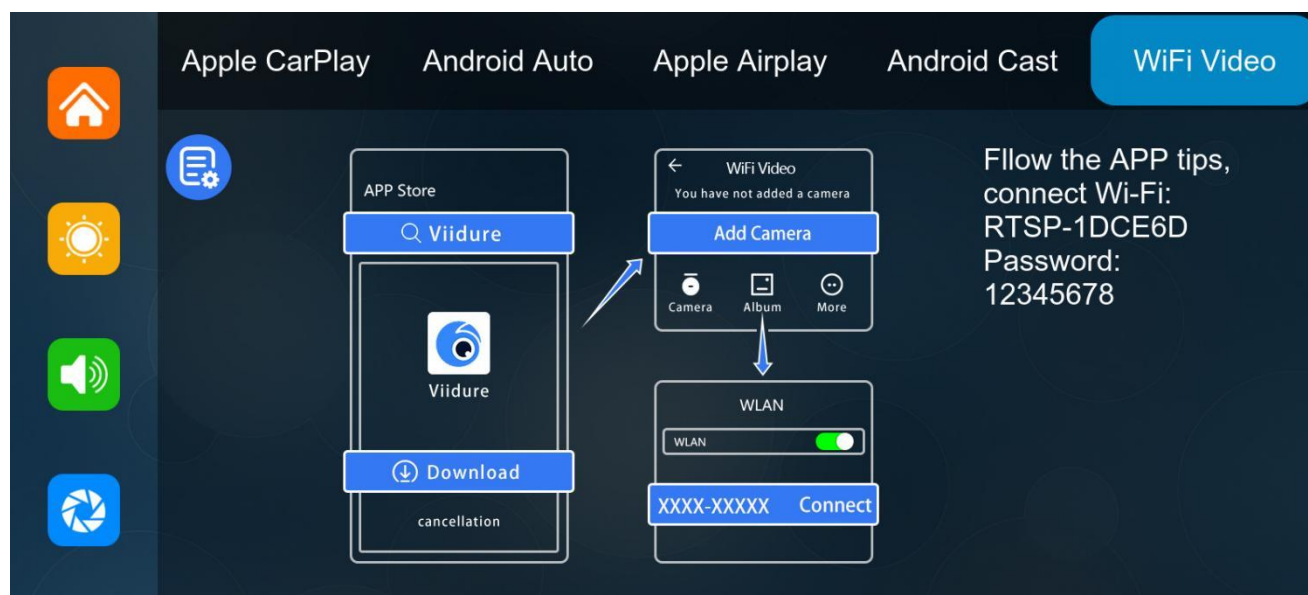 Apple CarPlay
Android Auto
Apple Airplay
Android Cast
WiFi Video
APP Store
Viidure
Viidure
Download
cancellation
WiFi Video
You have not added a camera
Add Camera
Camera
Album
More
WLAN
WLAN
XXXX-XXXXX Connect
Fllow the APP tips,
connect Wi-Fi:
RTSP-1DCE6D
Password:
12345678